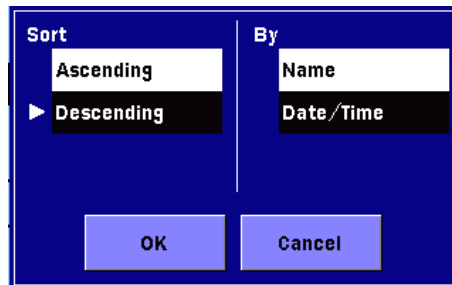 Sort
By
Ascending
Name
Descending
Date/Time
OK
Cancel